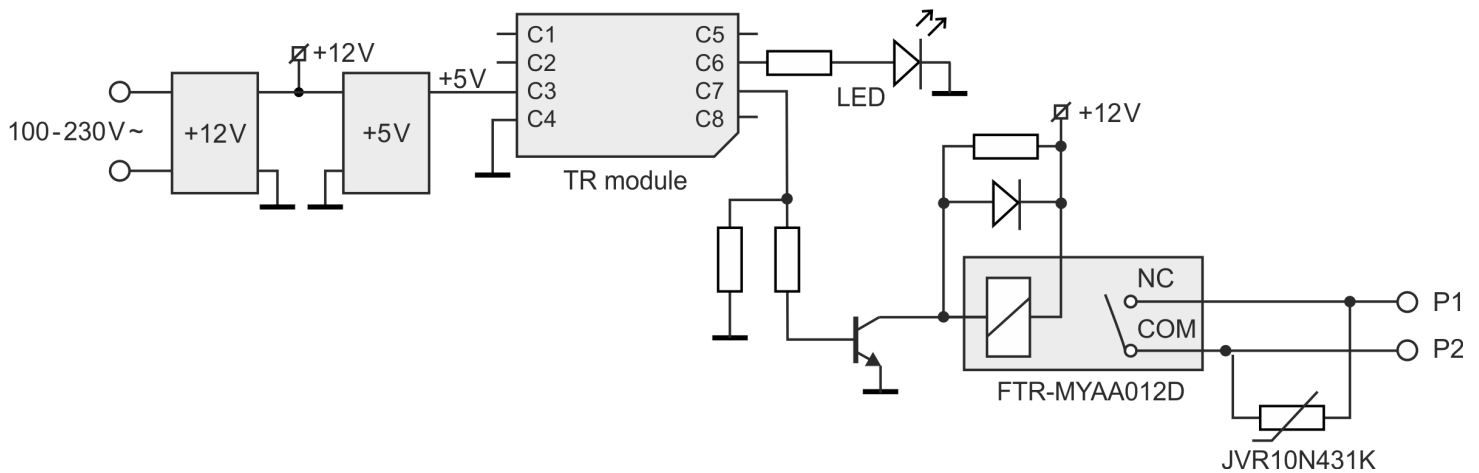 100-230V~
+12V
+12V
+5V
+5V
C1
C2
C3
C4
C5
C6
C7
C8
TR module
LED
+12V
NC
COM
FTR-MYAA012D
P1
P2
JVR10N431K